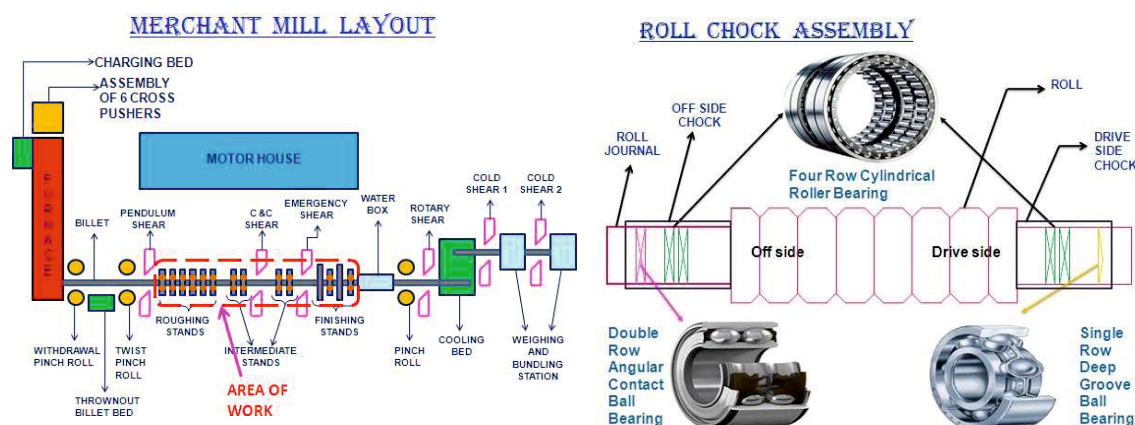 MERCHANT MILL LAYOUT
CHARGING BED
ASSEMBLY
OF 6 CROSS
PUSHERS
MOTOR HOUSE
FURNACE
BILLET
PENDULUM
SHEAR
C & C
SHEAR
EMERGENCY
SHEAR
WATER
BOX
ROTARY
SHEAR
COLD
SHEAR 1
COLD
SHEAR 2
ROUGHING
STANDS
INTERMEDIATE
STANDS
FINISHING
STANDS
WITHDRAWAL
PINCH ROLL
TWIST
PINCH
ROLL
THROWNOUT
BILLET BED
AREA OF
WORK
PINCH
ROLL
COOLING
BED
WEIGHING
AND
BUNDLING
STATION
ROLL CHOCK ASSEMBLY
ROLL
JOURNAL
OFF SIDE
CHOCK
ROLL
DRIVE
SIDE
CHOCK
Four Row Cylindrical
Roller Bearing
Off side
Drive side
Double
Row
Angular
Contact
Ball
Bearing
Single
Row
Deep
Groove
Ball
Bearing